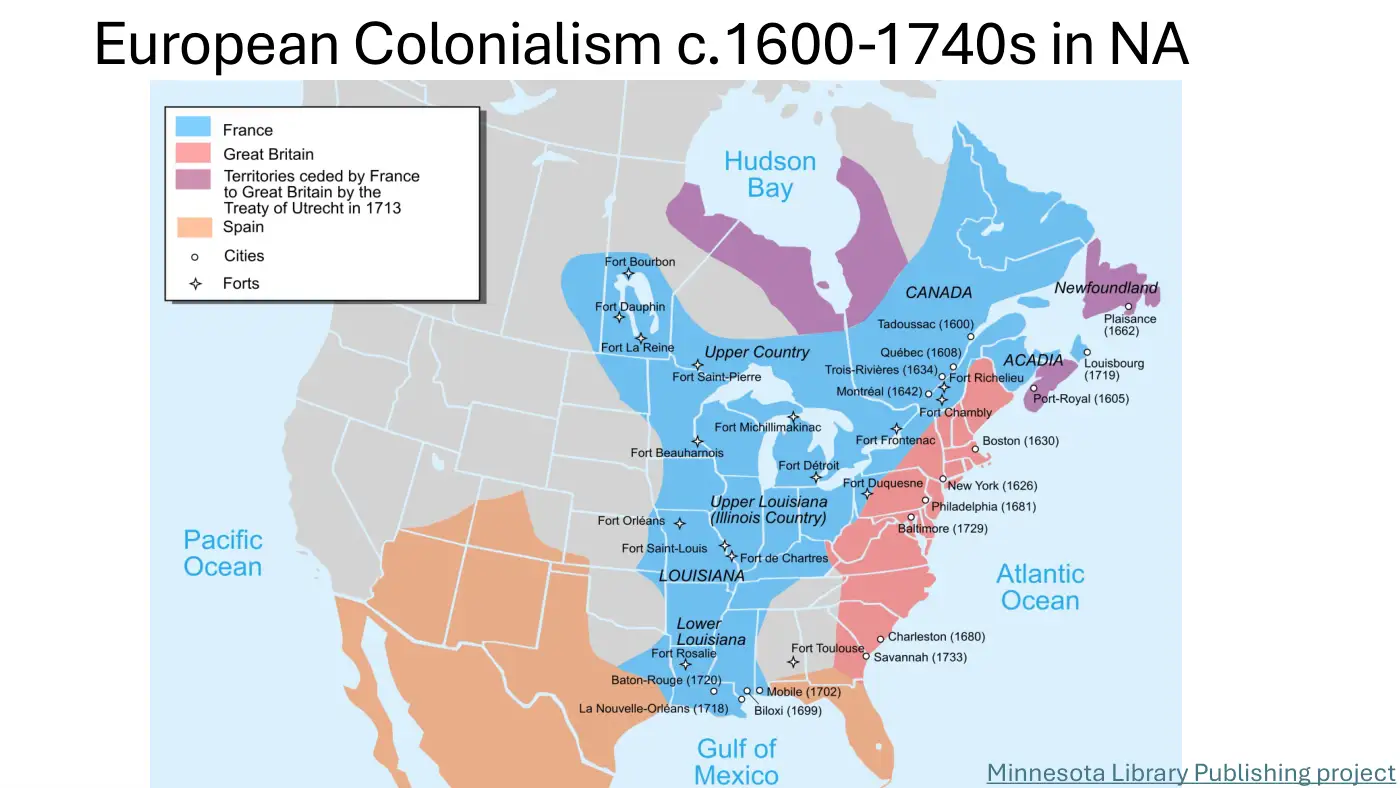 European Colonialism c.1600-1740s in NA
France
Great Britain
Territories ceded by France
to Great Britain by the
Treaty of Utrecht in 1713
Spain
Cities
Forts
Hudson
Bay
Fort Bourbon
Fort Dauphin
Fort La Reine
Upper Country
Fort Saint-Pierre
CANADA
Newfoundland
Plaisance
(1662)
Tadoussac (1600)
Québec (1608)
ACADIA
Louisbourg
(1719)
Trois-Rivières (1634)
Fort Richelieu
Montréal (1642)
Port-Royal (1605)
Fort Chambly
Fort Michillimakinac
Fort Frontenac
Boston (1630)
Fort Beauharnois
Fort Détroit
Fort Duquesne
New York (1626)
Upper Louisiana
(Illinois Country)
Philadelphia (1681)
Fort Orléans
Baltimore (1729)
Pacific
Ocean
Fort Saint-Louis
Fort de Chartres
LOUISIANA
Atlantic
Ocean
Lower
Louisiana
Charleston (1680)
Fort Rosalie
Fort Toulouse
Savannah (1733)
Baton-Rouge (1720)
Mobile (1702)
La Nouvelle-Orléans (1718)
Biloxi (1699)
Gulf of
Mexico
Minnesota Library Publishing project